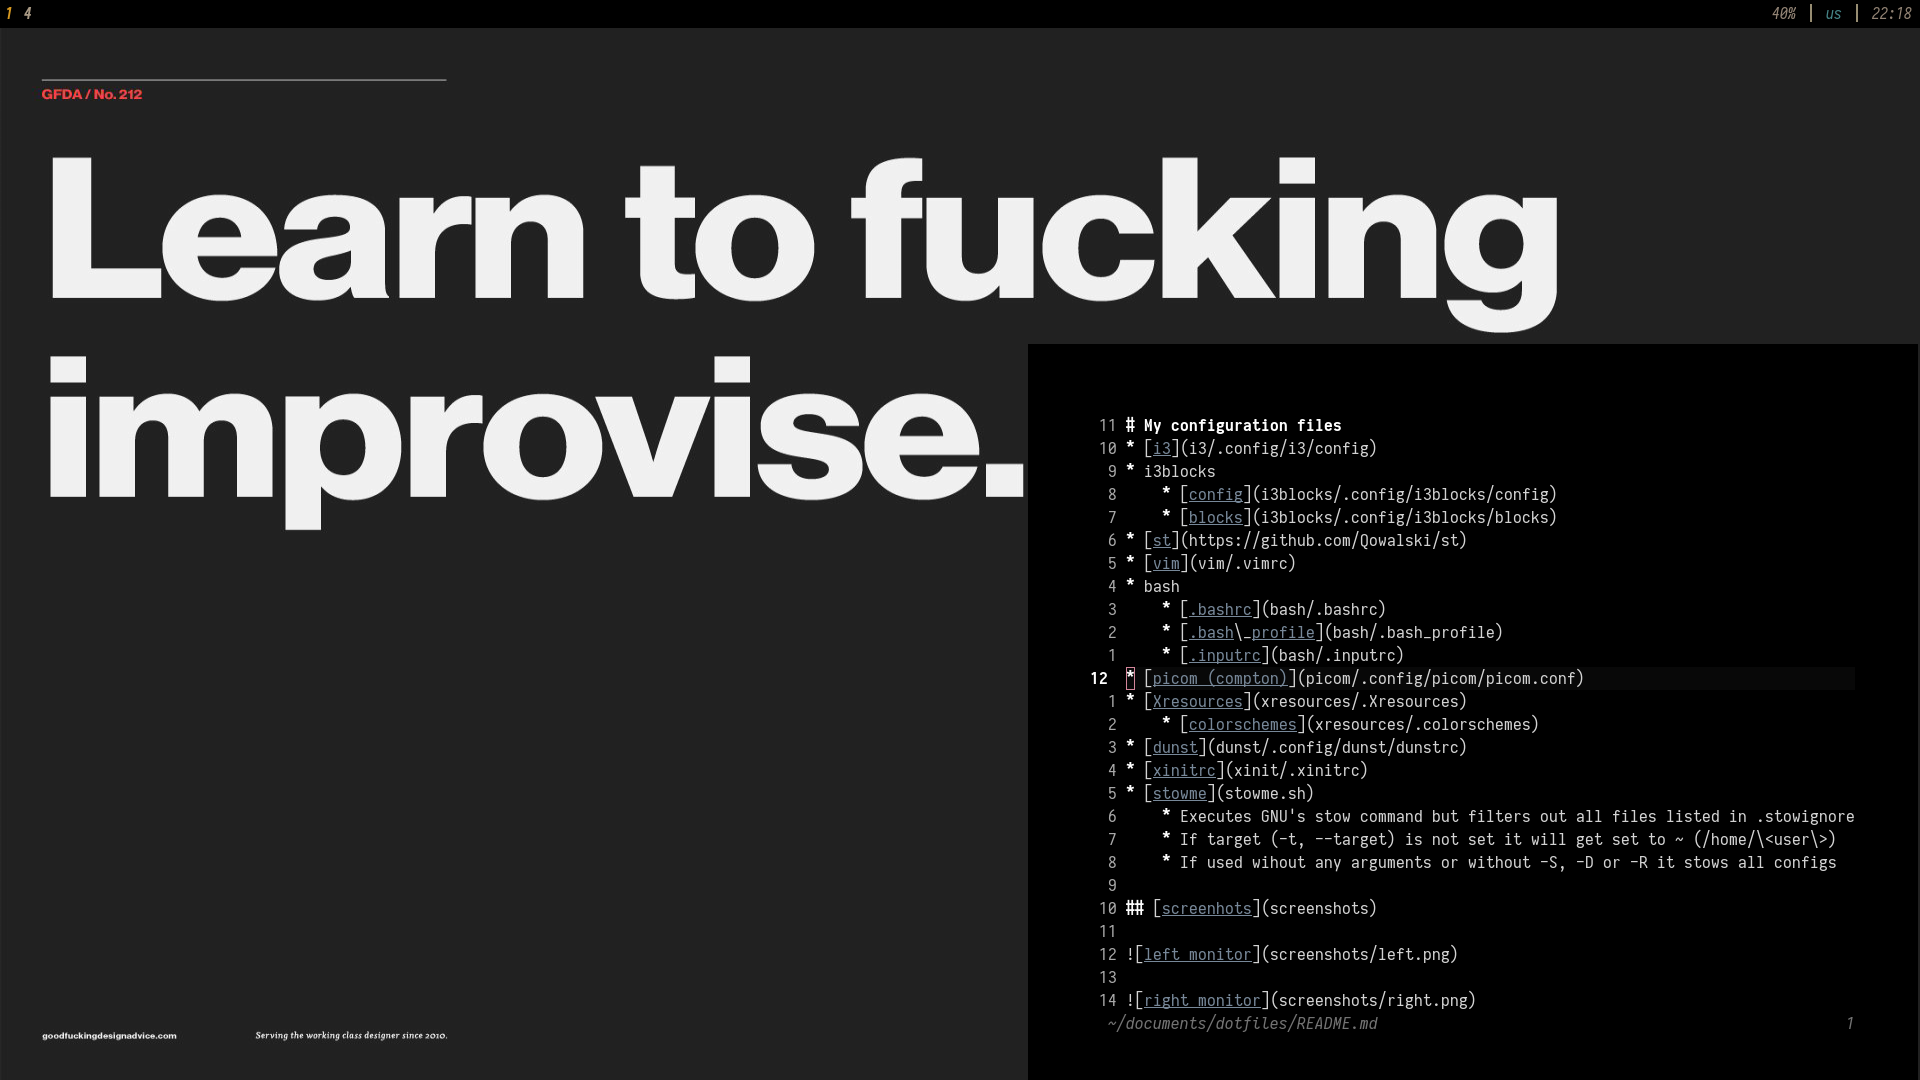 1 4
40% | us | 22:18
GFDA / No. 212
Learn to fucking
improvise.
11 # My configuration files
10 * [i3](i3/.config/i3/config)
9 * i3blocks
8     * [config](i3blocks/.config/i3blocks/config)
7     * [blocks](i3blocks/.config/i3blocks/blocks)
6 * [st](https://github.com/Qowalski/st)
5 * [vim](vim/.vimrc)
4 * bash
3     * [.bashrc](bash/.bashrc)
2     * [.bash\_profile](bash/.bash_profile)
1     * [.inputrc](bash/.inputrc)
12 * [picom (compton)](picom/.config/picom/picom.conf)
1 * [Xresources](xresources/.Xresources)
2     * [colorschemes](xresources/.colorschemes)
3 * [dunst](dunst/.config/dunst/dunstrc)
4 * [xinitrc](xinit/.xinitrc)
5 * [stowme](stowme.sh)
6     * Executes GNU's stow command but filters out all files listed in .stowignore
7     * If target (-t, --target) is not set it will get set to ~ (/home/\<user\>)
8     * If used wihout any arguments or without -S, -D or -R it stows all configs
9
10 ## [screenhots](screenshots)
11
12 ![left monitor](screenshots/left.png)
13
14 ![right monitor](screenshots/right.png)
~/documents/dotfiles/README.md 1
goodfuckingdesignadvice.com
Serving the working class designer since 2010.